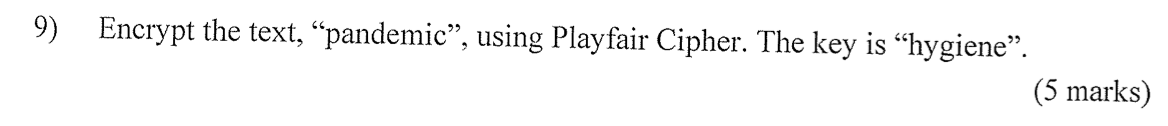 9) Encrypt the text, “pandemic”, using Playfair Cipher. The key is “hygiene”.
(5 marks)